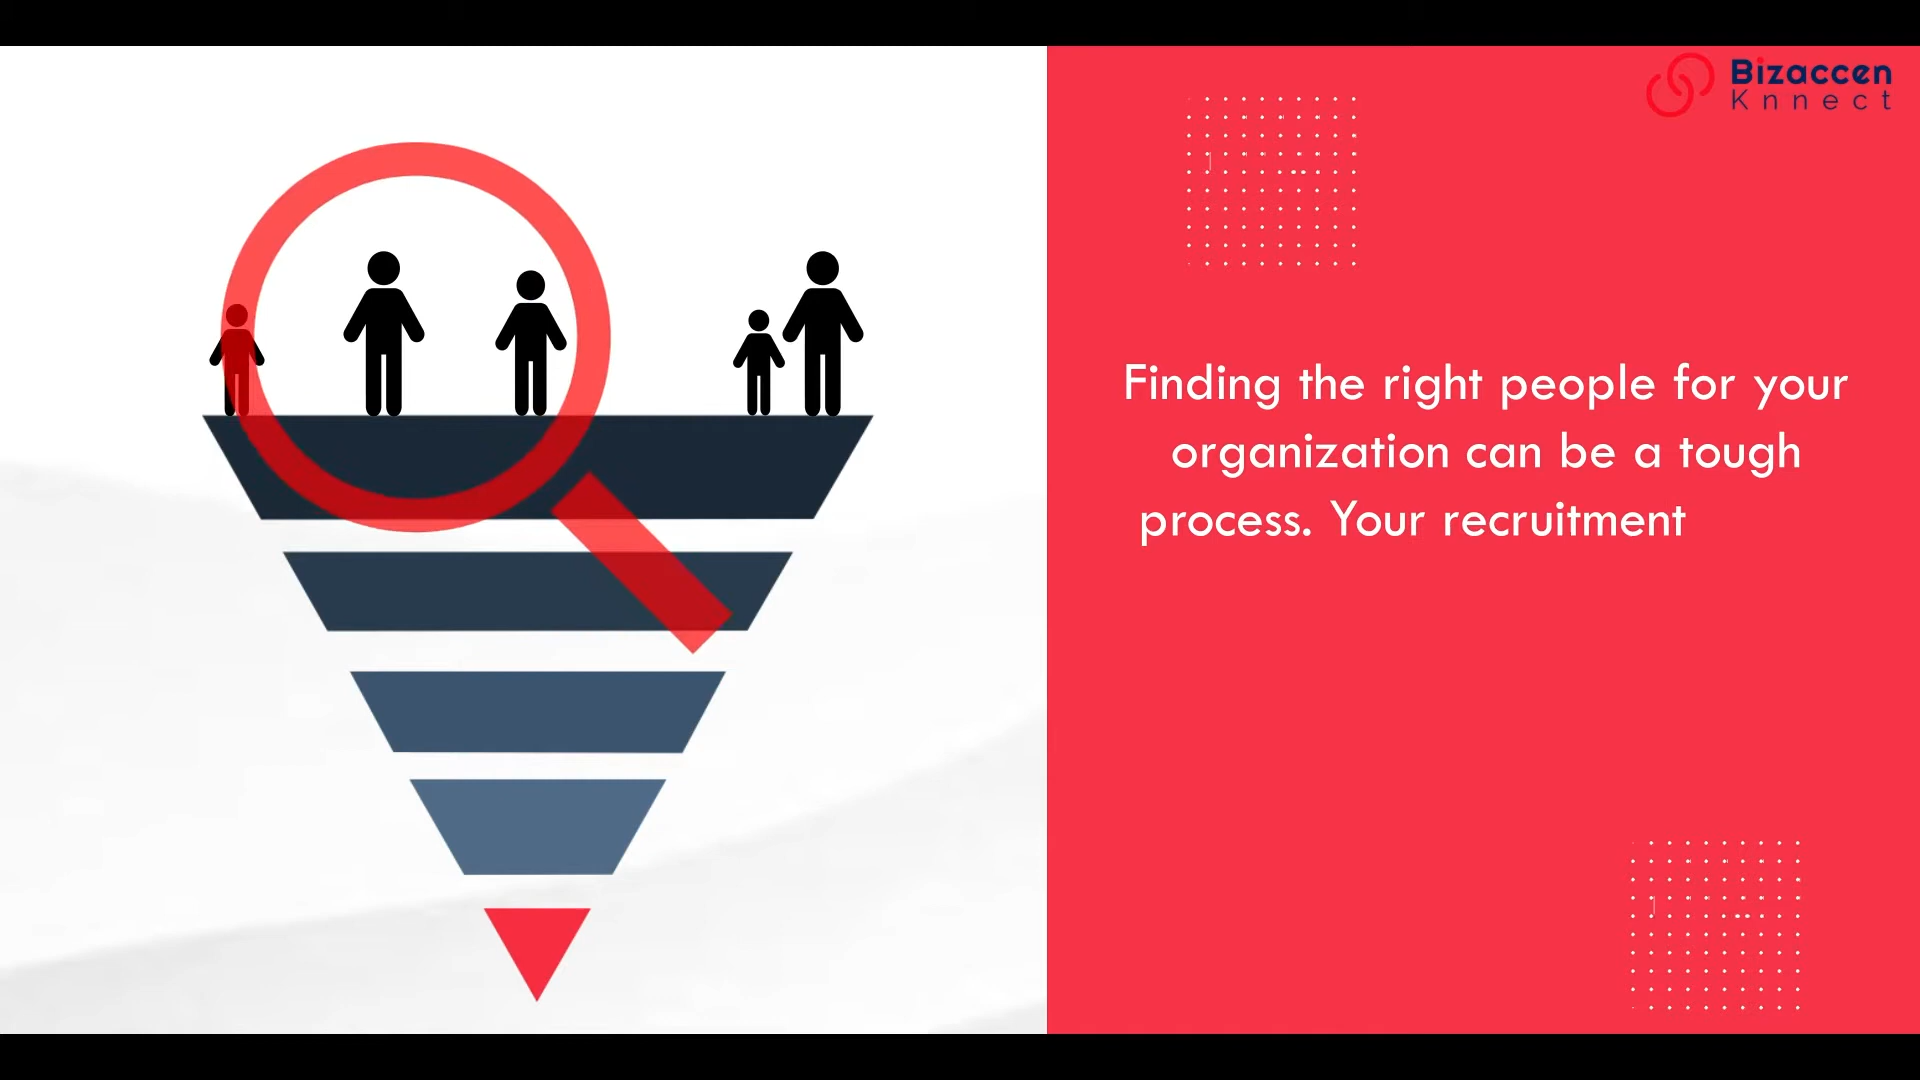 Bizaccen
Knnect
Finding the right people for your
organization can be a tough
process. Your recruitment